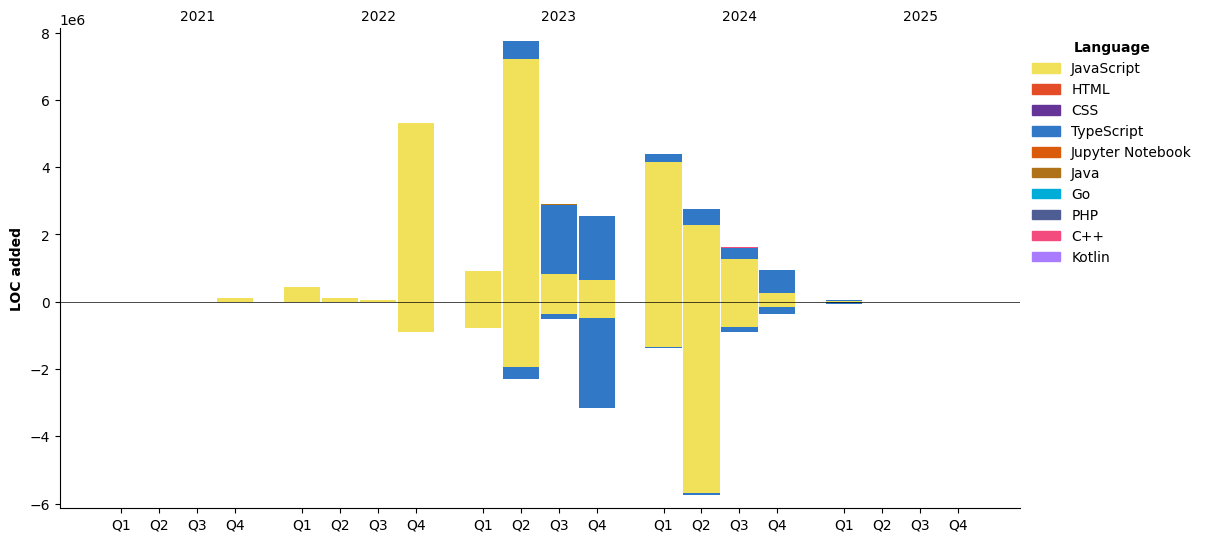 2021 2022 2023 2024 2025
1e6
8
6
4
2
0
−2
−4
−6
LOC added
Q1 Q2 Q3 Q4 Q1 Q2 Q3 Q4 Q1 Q2 Q3 Q4 Q1 Q2 Q3 Q4 Q1 Q2 Q3 Q4
Language
JavaScript
HTML
CSS
TypeScript
Jupyter Notebook
Java
Go
PHP
C++
Kotlin